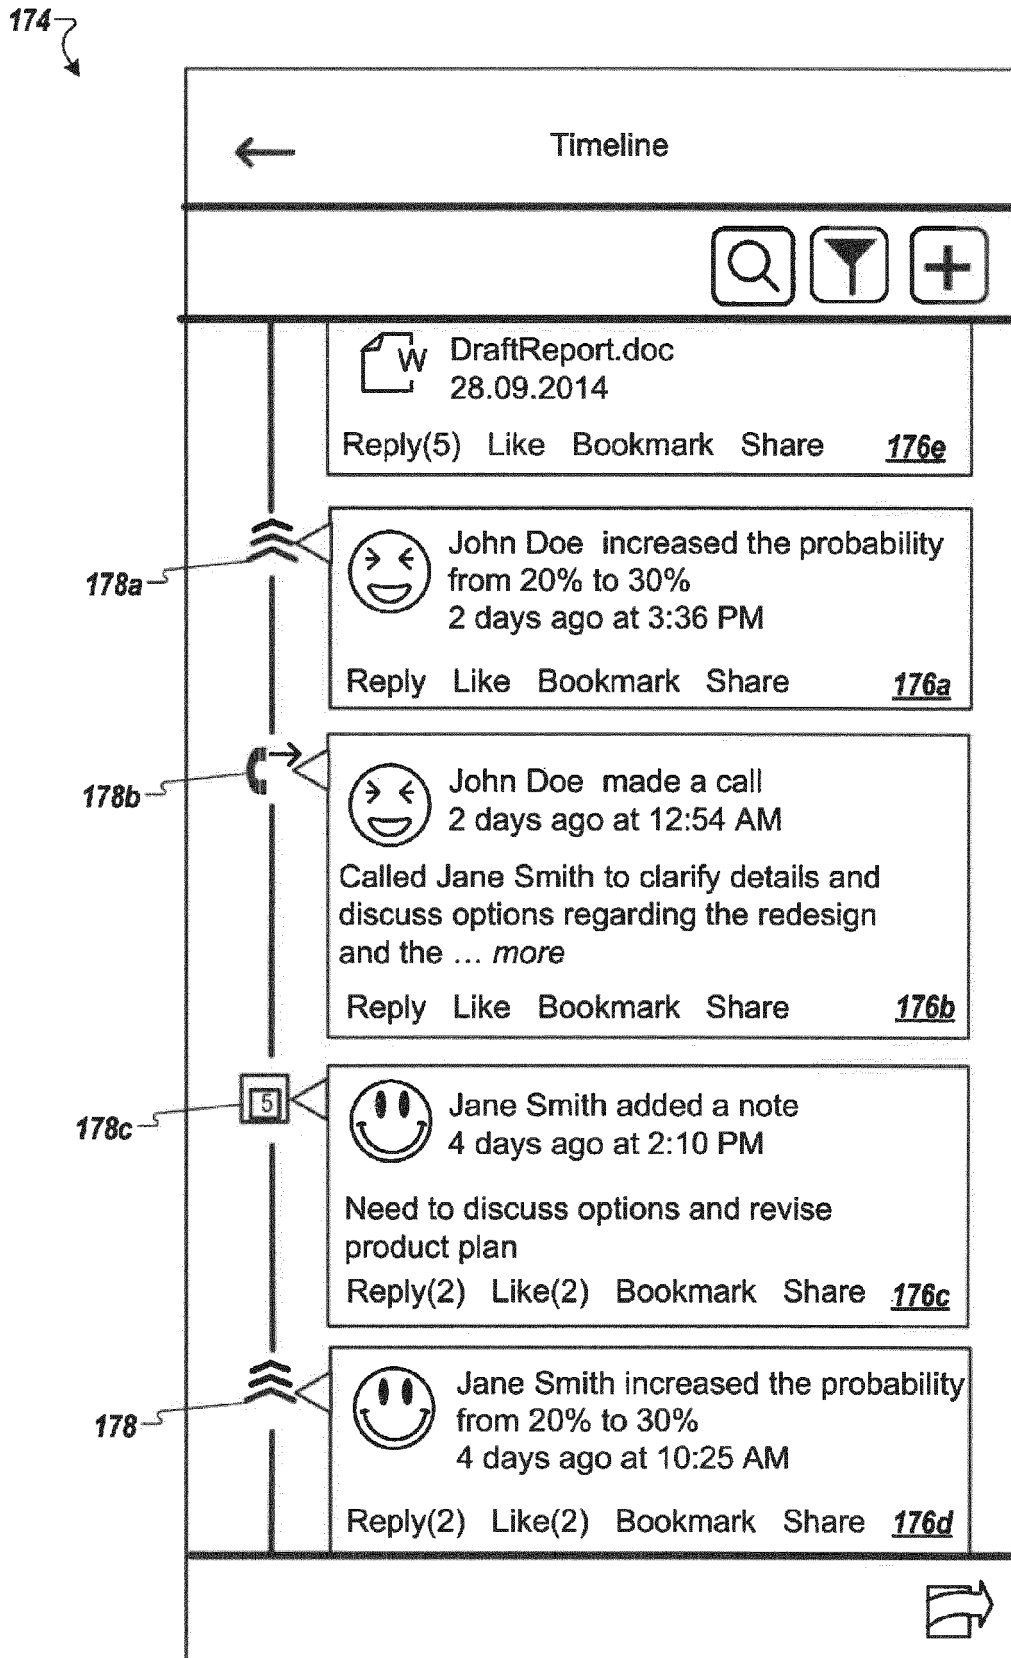 174
Timeline
W DraftReport.doc
28.09.2014
Reply(5) Like Bookmark Share 176e
John Doe increased the probability
from 20% to 30%
178a
2 days ago at 3:36 PM
Reply Like Bookmark Share 176a
John Doe made a call
178b
2 days ago at 12:54 AM
Called Jane Smith to clarify details and
discuss options regarding the redesign
and the ... more
Reply Like Bookmark Share 176b
5
Jane Smith added a note
178c
4 days ago at 2:10 PM
Need to discuss options and revise
product plan
Reply(2) Like(2) Bookmark Share 176c
Jane Smith increased the probability
178
from 20% to 30%
4 days ago at 10:25 AM
Reply(2) Like(2) Bookmark Share 176d